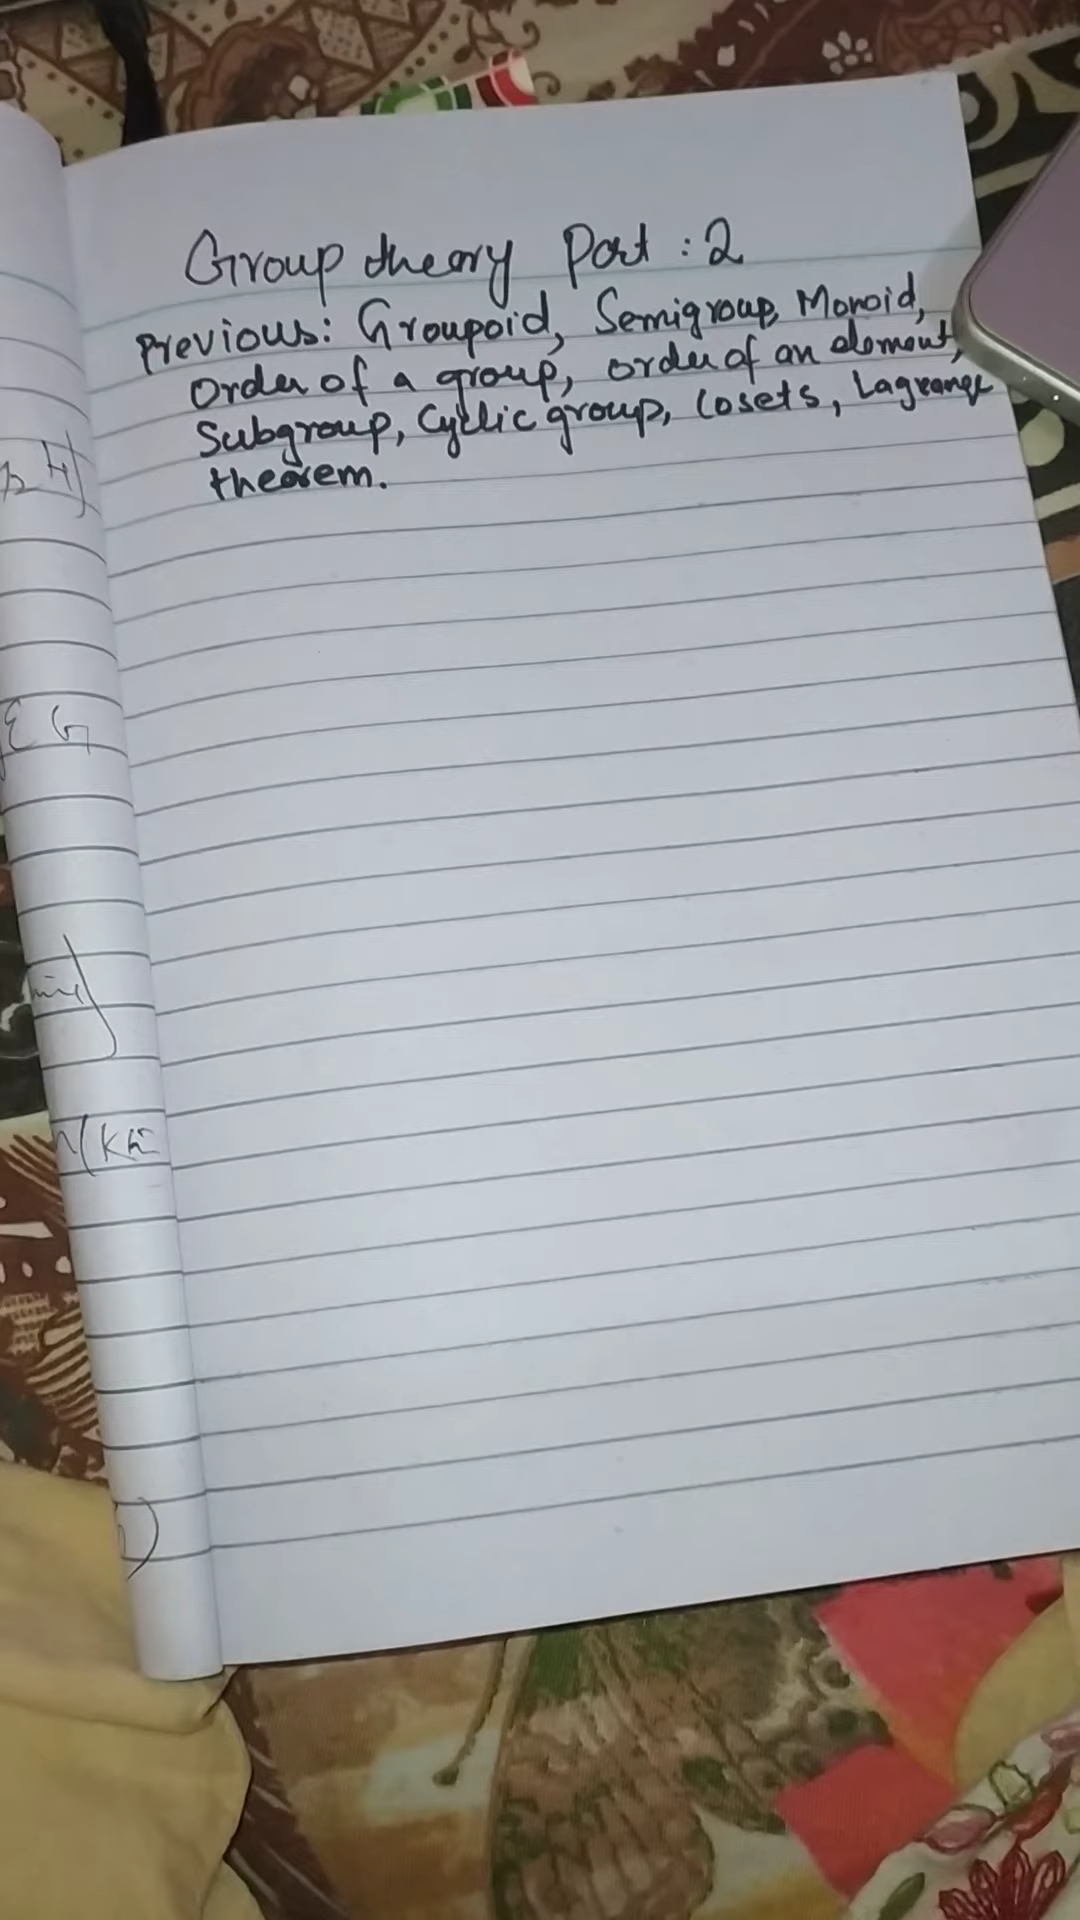 Group theory Part : 2
Previous: Groupoid, Semigroup, Monoid,
Order of a group, order of an element,
Subgroup, Cyclic group, Cosets, Lagrange
theorem.
H)
E G
n(Kh